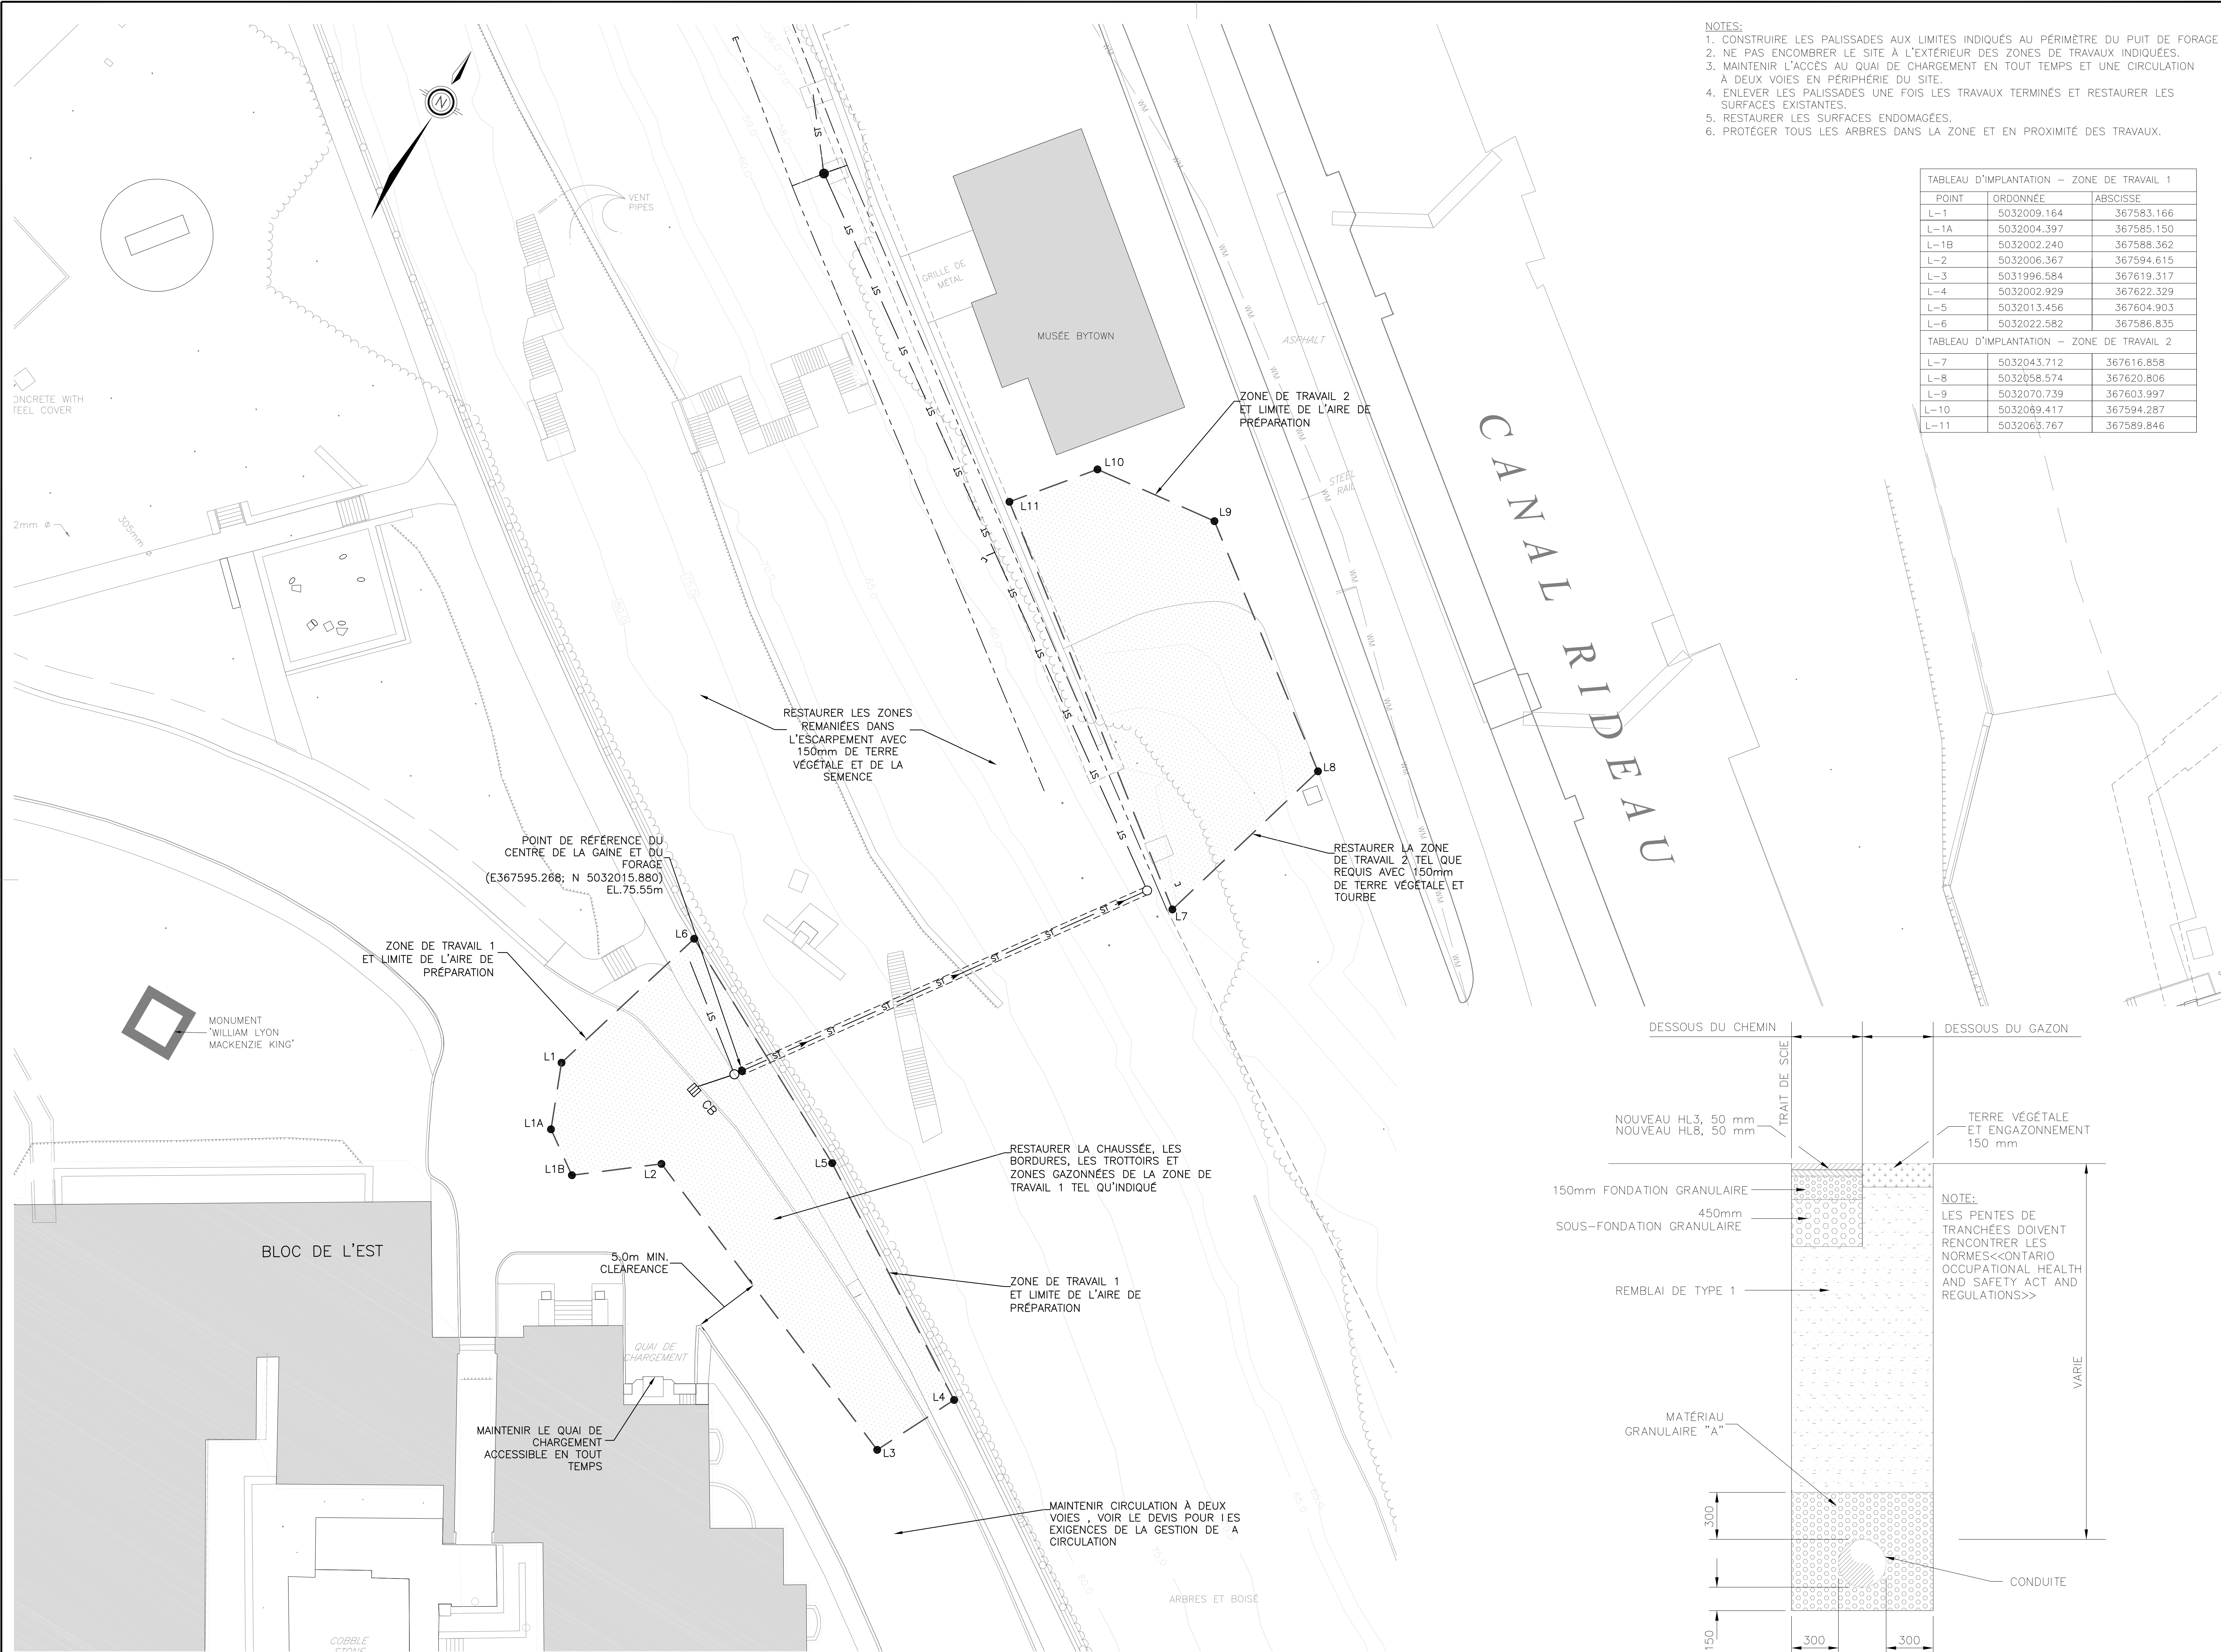 NOTES:
1. CONSTRUIRE LES PALISSADES AUX LIMITES INDIQUÉS AU PÉRIMÈTRE DU PUIT DE FORAGE
2. NE PAS ENCOMBRER LE SITE À L'EXTÉRIEUR DES ZONES DE TRAVAUX INDIQUÉES.
3. MAINTENIR L'ACCÈS AU QUAI DE CHARGEMENT EN TOUT TEMPS ET UNE CIRCULATION
À DEUX VOIES EN PÉRIPHÉRIE DU SITE.
4. ENLEVER LES PALISSADES UNE FOIS LES TRAVAUX TERMINÉS ET RESTAURER LES
SURFACES EXISTANTES.
5. RESTAURER LES SURFACES ENDOMAGÉES.
6. PROTÉGER TOUS LES ARBRES DANS LA ZONE ET EN PROXIMITÉ DES TRAVAUX.
TABLEAU D'IMPLANTATION – ZONE DE TRAVAIL 1
POINT ORDONNÉE ABSCISSE
L-1 5032009.164 367583.166
L-1A 5032004.397 367585.150
L-1B 5032002.240 367588.362
L-2 5032006.367 367594.615
L-3 5031996.584 367619.317
L-4 5032002.929 367622.329
L-5 5032013.456 367604.903
L-6 5032022.582 367586.835
TABLEAU D'IMPLANTATION – ZONE DE TRAVAIL 2
L-7 5032043.712 367616.858
L-8 5032058.574 367620.806
L-9 5032070.739 367603.997
L-10 5032069.417 367594.287
L-11 5032063.767 367589.846
N
VENT
PIPES
GRILLE DE
MÉTAL
MUSÉE BYTOWN
ASPHALT
STEEL
RAIL
CANAL RIDEAU
ONCRETE WITH
TEEL COVER
2mm ø
305mm ø
ZONE DE TRAVAIL 2
ET LIMITE DE L'AIRE DE
PRÉPARATION
L10
L11
L9
L8
L7
RESTAURER LES ZONES
REMANIÉES DANS
L'ESCARPEMENT AVEC
150mm DE TERRE
VÉGÉTALE ET DE LA
SEMENCE
POINT DE RÉFÉRENCE DU
CENTRE DE LA GAINE ET DU
FORAGE
(E367595.268; N 5032015.880)
EL.75.55m
RESTAURER LA ZONE
DE TRAVAIL 2 TEL QUE
REQUIS AVEC 150mm
DE TERRE VÉGÉTALE ET
TOURBE
ZONE DE TRAVAIL 1
ET LIMITE DE L'AIRE DE
PRÉPARATION
L6
MONUMENT
'WILLIAM LYON
MACKENZIE KING'
L1
L1A
L1B
L2
CB
L5
RESTAURER LA CHAUSSÉE, LES
BORDURES, LES TROTTOIRS ET
ZONES GAZONNÉES DE LA ZONE DE
TRAVAIL 1 TEL QU'INDIQUÉ
BLOC DE L'EST
5.0m MIN.
CLEAREANCE
ZONE DE TRAVAIL 1
ET LIMITE DE L'AIRE DE
PRÉPARATION
QUAI DE
CHARGEMENT
L4
L3
MAINTENIR LE QUAI DE
CHARGEMENT
ACCESSIBLE EN TOUT
TEMPS
MAINTENIR CIRCULATION À DEUX
VOIES , VOIR LE DEVIS POUR ES
EXIGENCES DE LA GESTION DE A
CIRCULATION
ARBRES ET BOISÉ
COBBLE
STONE
DESSOUS DU CHEMIN
DESSOUS DU GAZON
TRAIT DE SCIE
NOUVEAU HL3, 50 mm
NOUVEAU HL8, 50 mm
TERRE VÉGÉTALE
ET ENGAZONNEMENT
150 mm
150mm FONDATION GRANULAIRE
450mm
SOUS-FONDATION GRANULAIRE
NOTE:
LES PENTES DE
TRANCHÉES DOIVENT
RENCONTRER LES
NORMES<<ONTARIO
OCCUPATIONAL HEALTH
AND SAFETY ACT AND
REGULATIONS>>
REMBLAI DE TYPE 1
VARIE
MATÉRIAU
GRANULAIRE "A"
300
CONDUITE
150
300
300